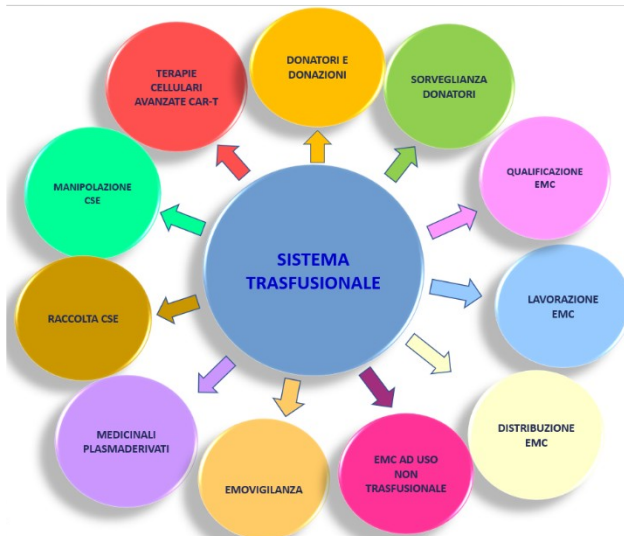 SISTEMA
TRASFUSIONALE
DONATORI E
DONAZIONI
SORVEGLIANZA
DONATORI
QUALIFICAZIONE
EMC
LAVORAZIONE
EMC
DISTRIBUZIONE
EMC
EMC AD USO
NON
TRASFUSIONALE
EMOVIGILANZA
MEDICINALI
PLASMADERIVATI
RACCOLTA CSE
MANIPOLAZIONE
CSE
TERAPIE
CELLULARI
AVANZATE CAR-T